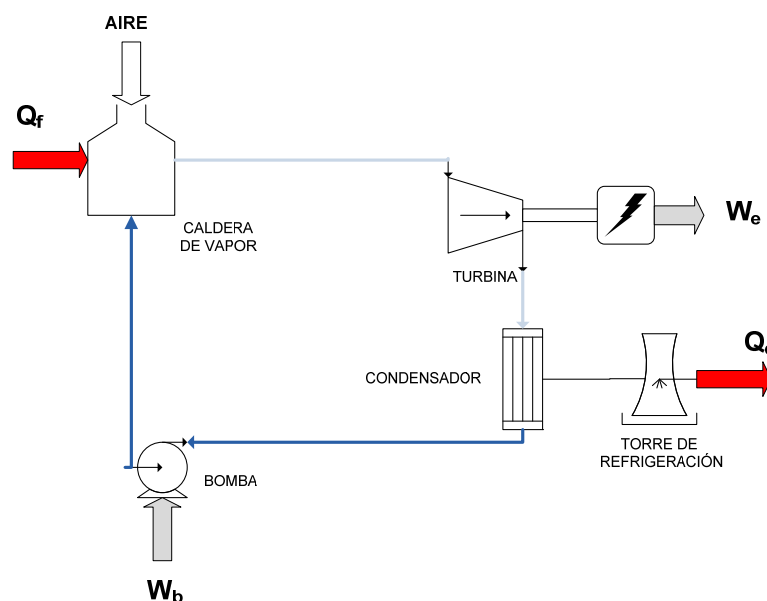 AIRE
Qf
CALDERA
DE VAPOR
We
TURBINA
CONDENSADOR
TORRE DE
REFRIGERACIÓN
BOMBA
Wb